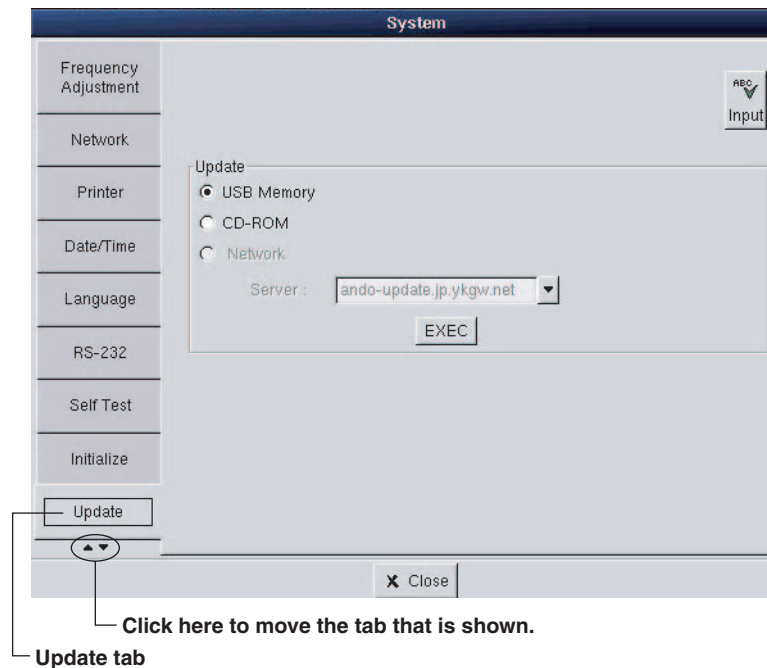 System
Frequency
Adjustment
Network
Printer
Date/Time
Language
RS-232
Self Test
Initialize
Update
ABC
Input
Update
USB Memory
CD-ROM
Network
Server :
ando-update.jp.ykgw.net
EXEC
X Close
Click here to move the tab that is shown.
Update tab